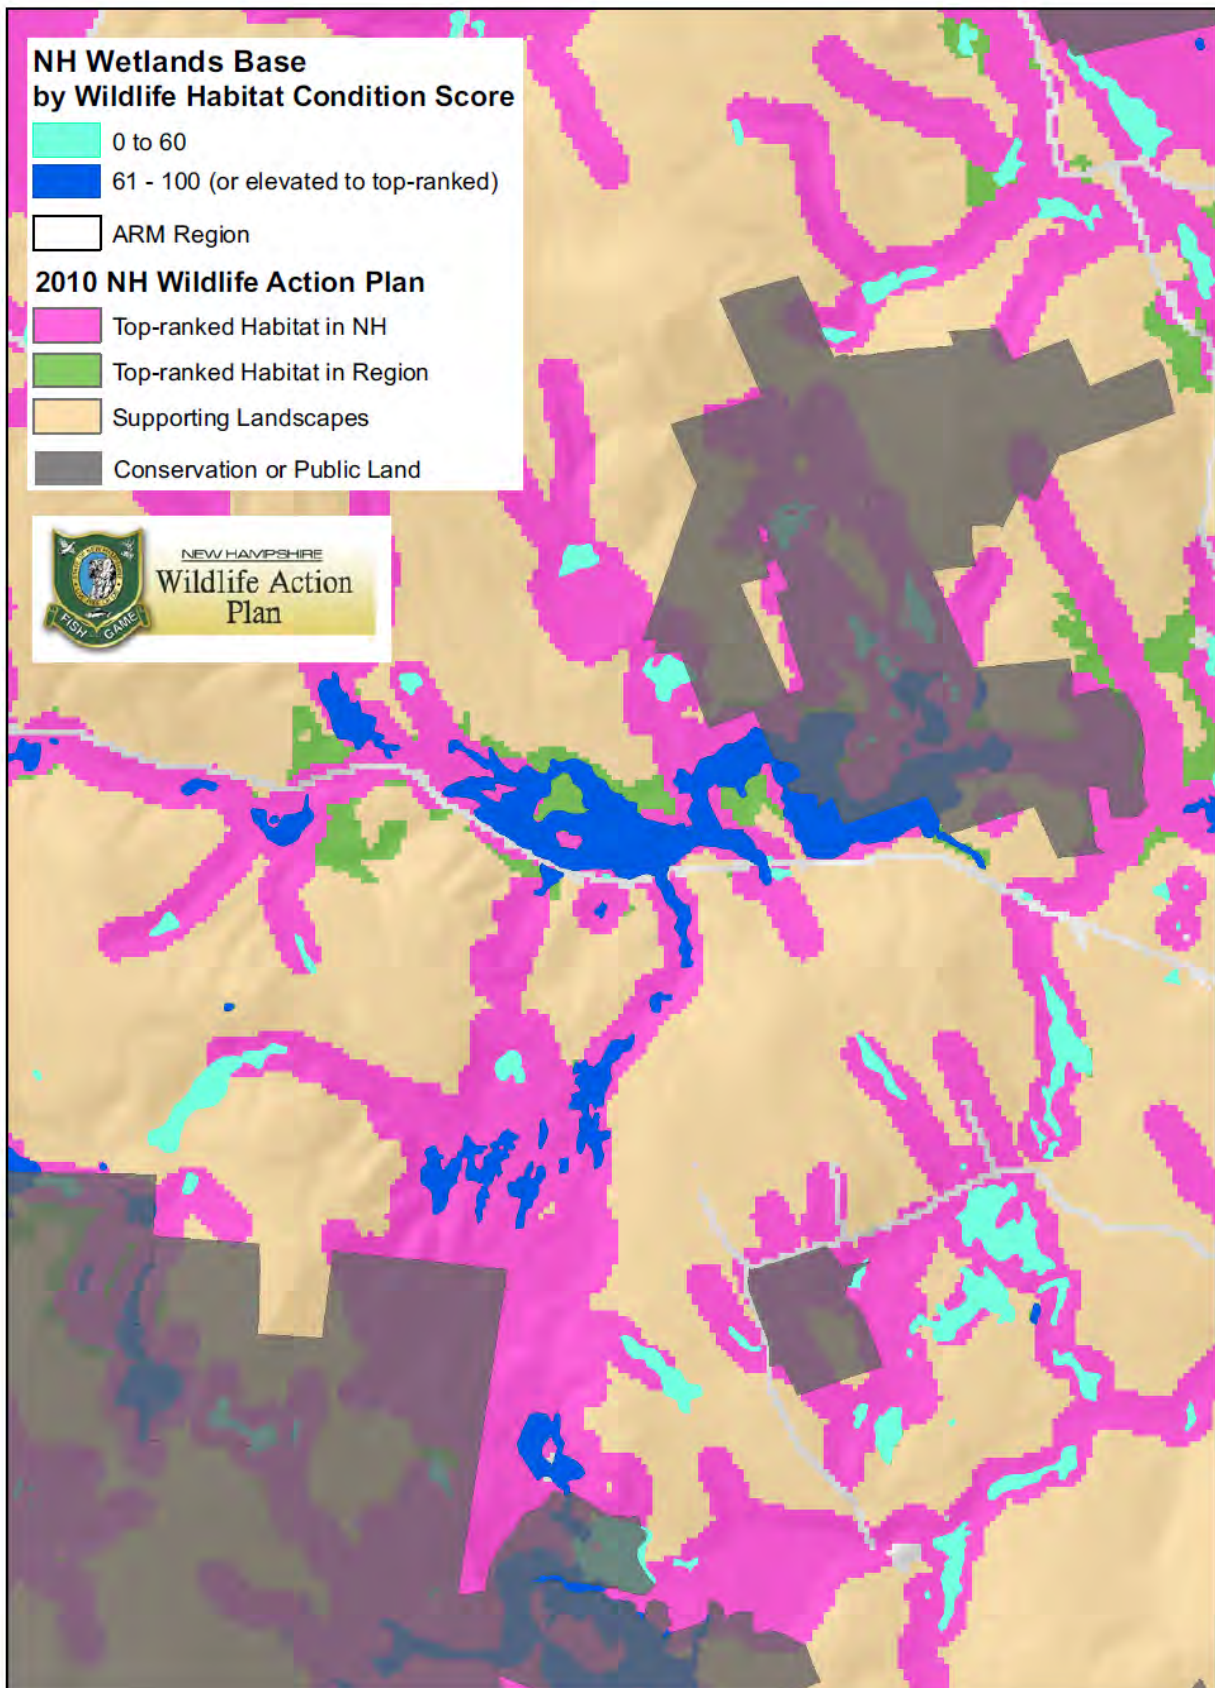 NH Wetlands Base
by Wildlife Habitat Condition Score
0 to 60
61 - 100 (or elevated to top-ranked)
ARM Region
2010 NH Wildlife Action Plan
Top-ranked Habitat in NH
Top-ranked Habitat in Region
Supporting Landscapes
Conservation or Public Land
NEW HAMPSHIRE
Wildlife Action
Plan
FISH AND GAME